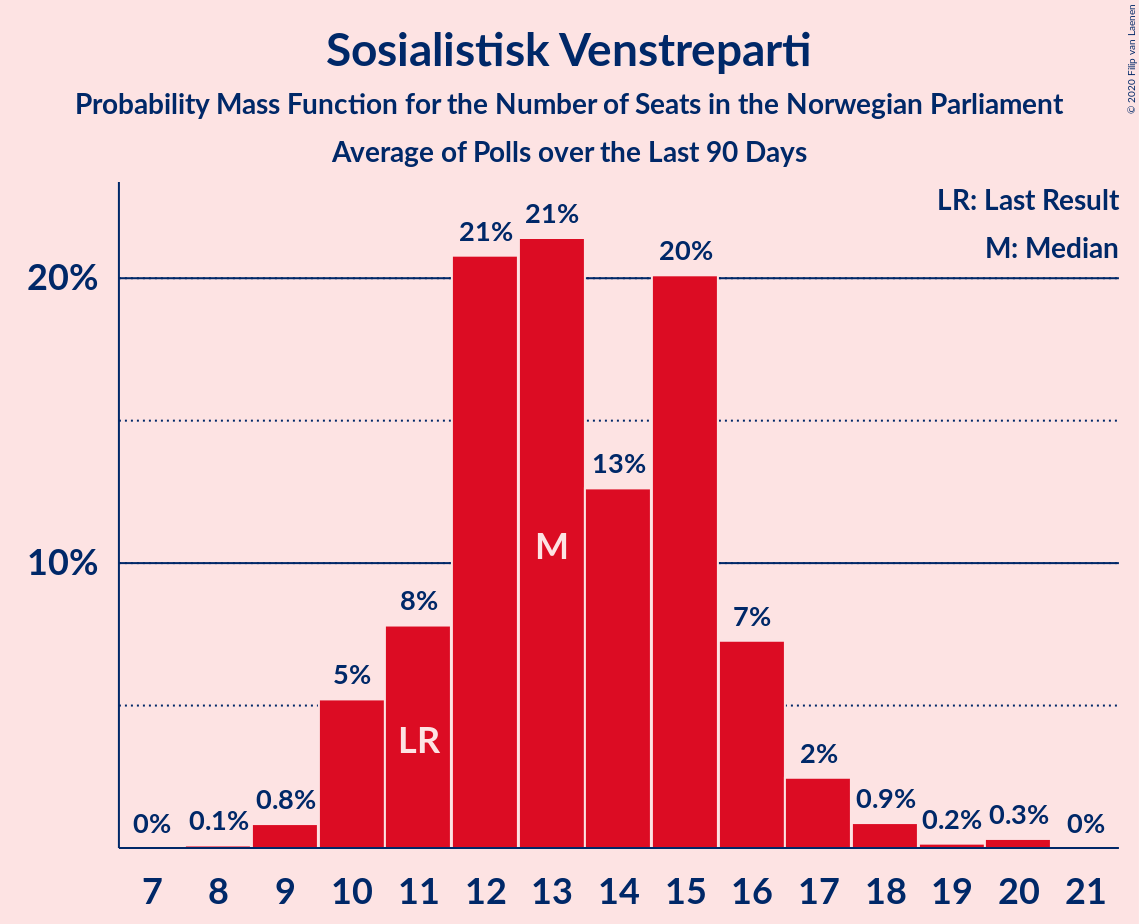 Sosialistisk Venstreparti
Probability Mass Function for the Number of Seats in the Norwegian Parliament
Average of Polls over the Last 90 Days
© 2020 Filip van Laenen
LR: Last Result
M: Median
20%
10%
0%
0.1%
0.8%
5%
8%
21%
21%
13%
20%
7%
2%
0.9%
0.2%
0.3%
0%
LR
M
7 8 9 10 11 12 13 14 15 16 17 18 19 20 21